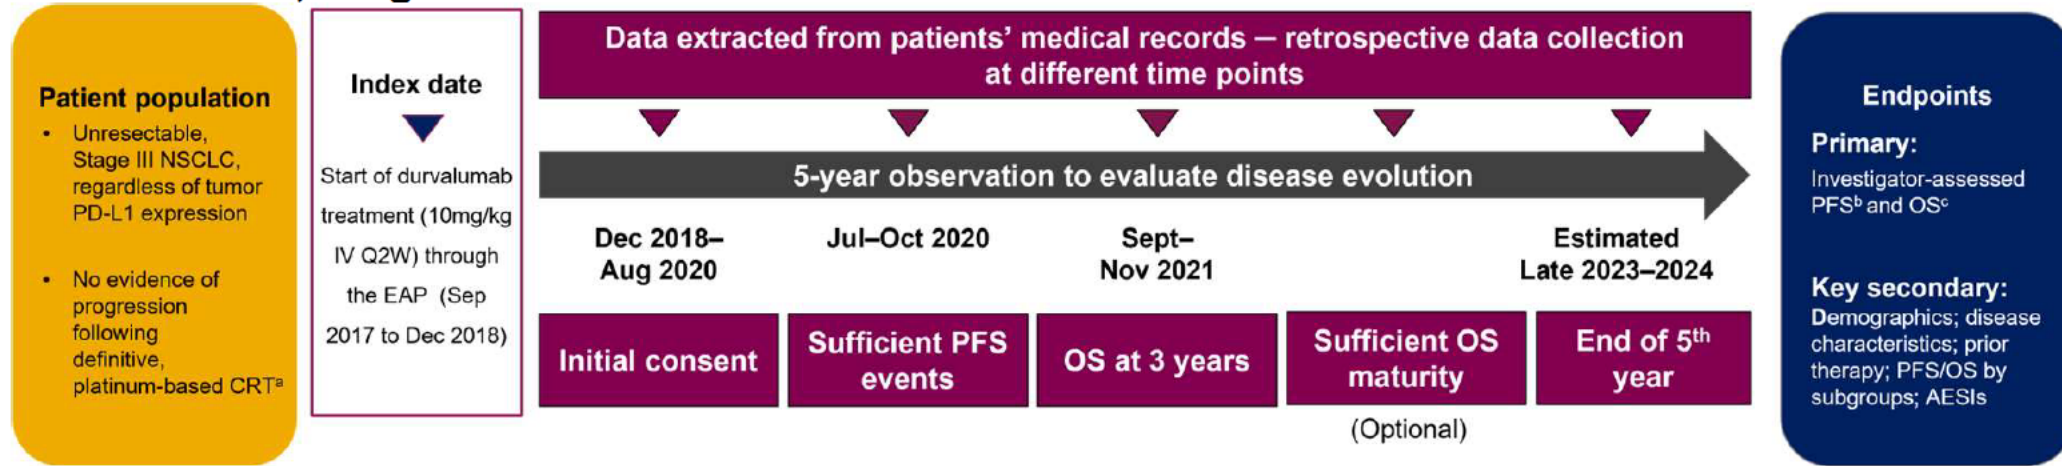 Patient population
• Unresectable,
Stage III NSCLC,
regardless of tumor
PD-L1 expression
• No evidence of
progression
following
definitive,
platinum-based CRTᵃ
Index date
Start of durvalumab
treatment (10mg/kg
IV Q2W) through
the EAP (Sep
2017 to Dec 2018)
Data extracted from patients’ medical records — retrospective data collection
at different time points
5-year observation to evaluate disease evolution
Dec 2018–
Aug 2020
Jul–Oct 2020
Sept–
Nov 2021
Estimated
Late 2023–2024
Initial consent
Sufficient PFS
events
OS at 3 years
Sufficient OS
maturity
(Optional)
End of 5th
year
Endpoints
Primary:
Investigator-assessed
PFSᵇ and OSᶜ
Key secondary:
Demographics; disease
characteristics; prior
therapy; PFS/OS by
subgroups; AESIs